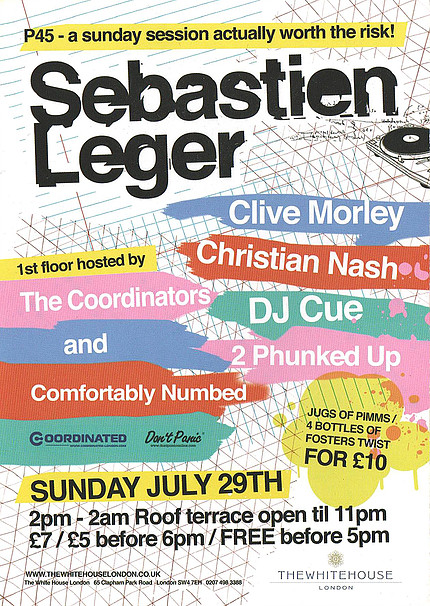 P45 - a sunday session actually worth the risk!
Sebastien
Leger
Clive Morley
Christian Nash
DJ Cue
2 Phunked Up
1st floor hosted by
The Coordinators
and
Comfortably Numbed
COORDINATED
Don't Panic
JUGS OF PIMMS /
4 BOTTLES OF
FOSTERS TWIST
FOR £10
SUNDAY JULY 29TH
2pm - 2am Roof terrace open til 11pm
£7 / £5 before 6pm / FREE before 5pm
WWW.THEWHITEHOUSELONDON.CO.UK
The White House London 65 Clapham Park Road London SW4 7EH 0207 498 3388
THEWHITEHOUSE
LONDON